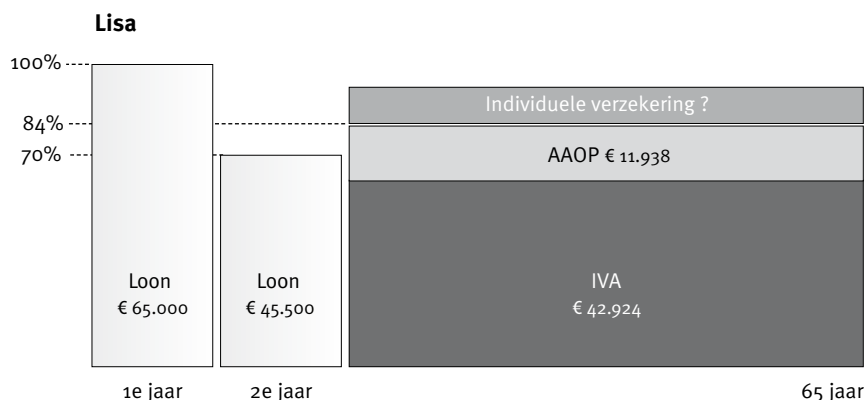 Lisa
100%
Individuele verzekering ?
84%
AAOP € 11.938
70%
Loon
€ 65.000
Loon
€ 45.500
IVA
€ 42.924
1e jaar
2e jaar
65 jaar